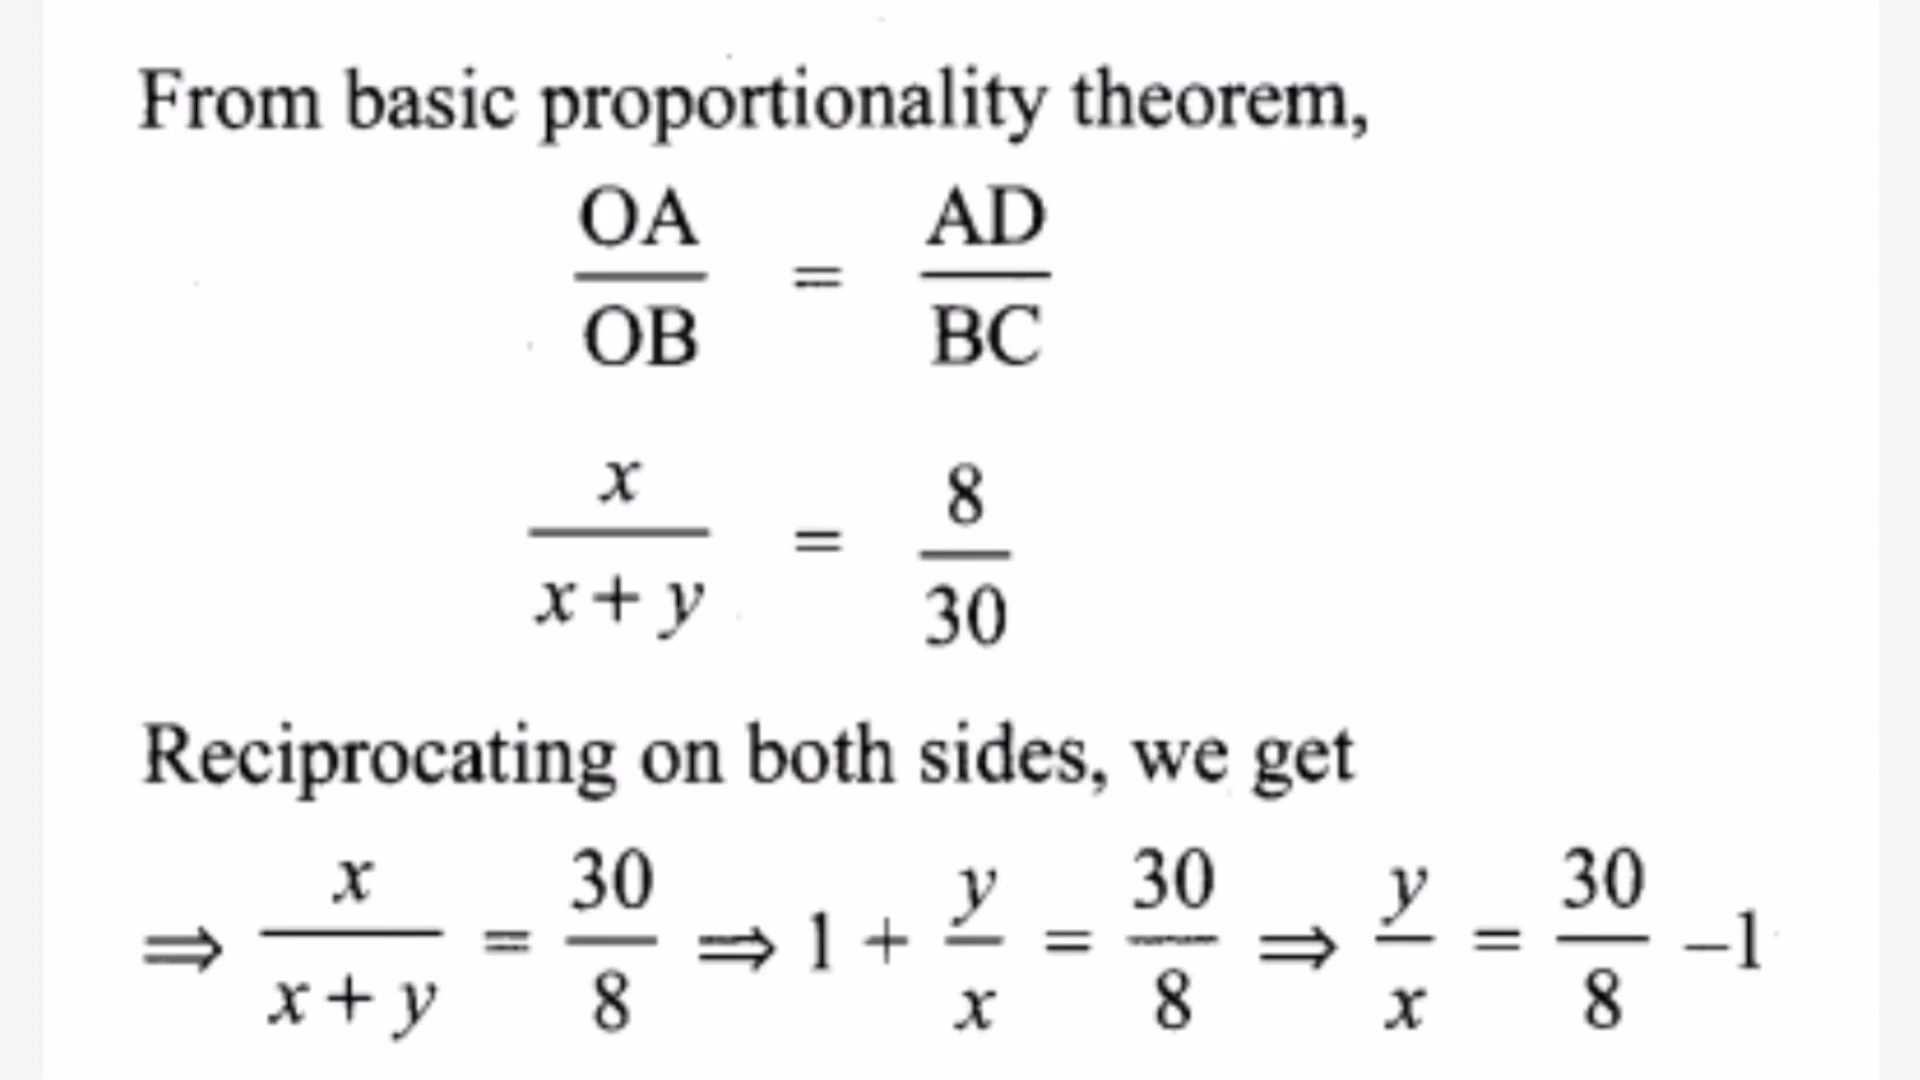 From basic proportionality theorem,
OA/OB = AD/BC
x/x+y = 8/30
Reciprocating on both sides, we get
⇒ x/x+y = 30/8 ⇒ 1 + y/x = 30/8 ⇒ y/x = 30/8 –1